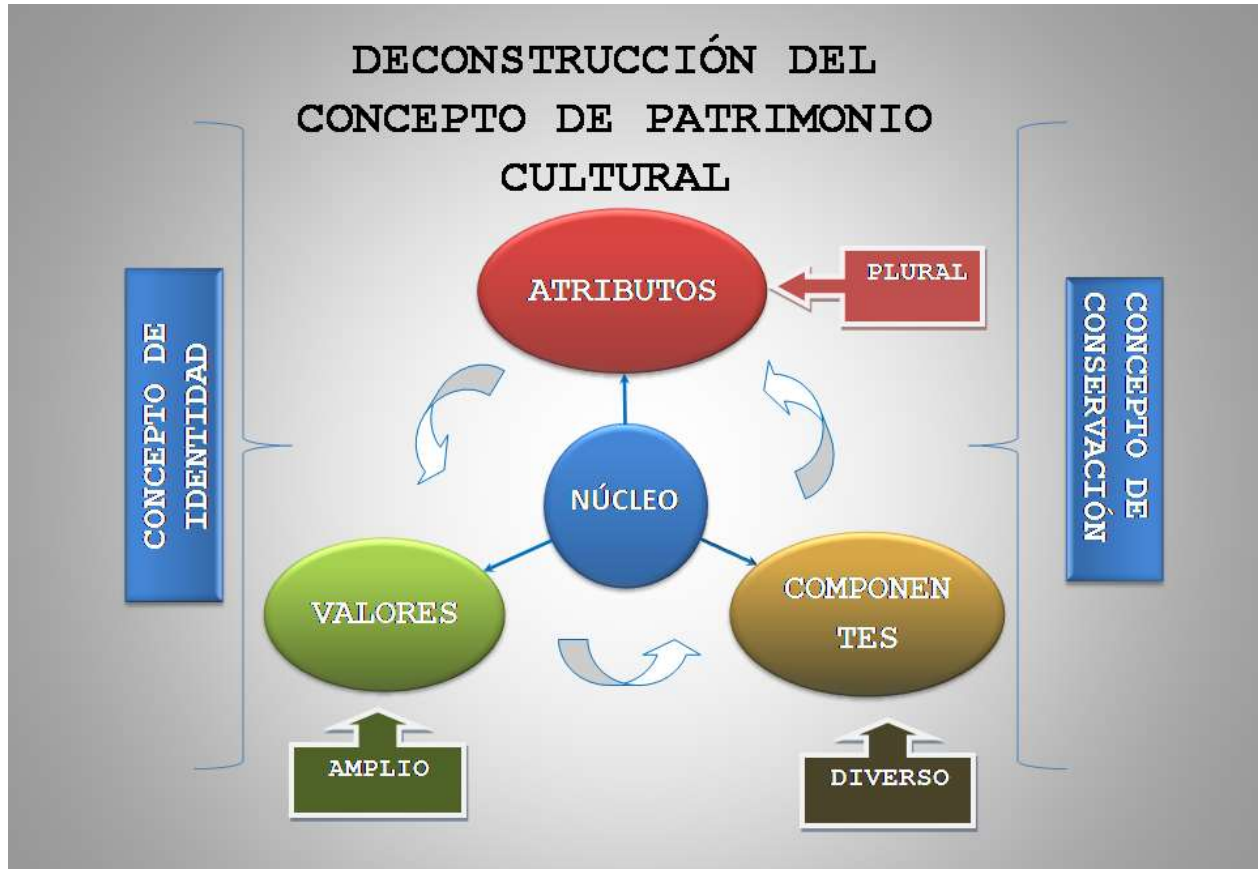 DECONSTRUCCIÓN DEL
CONCEPTO DE PATRIMONIO
CULTURAL
ATRIBUTOS
PLURAL
CONCEPTO DE
IDENTIDAD
CONCEPTO DE
CONSERVACIÓN
NÚCLEO
VALORES
COMPONEN
TES
AMPLIO
DIVERSO